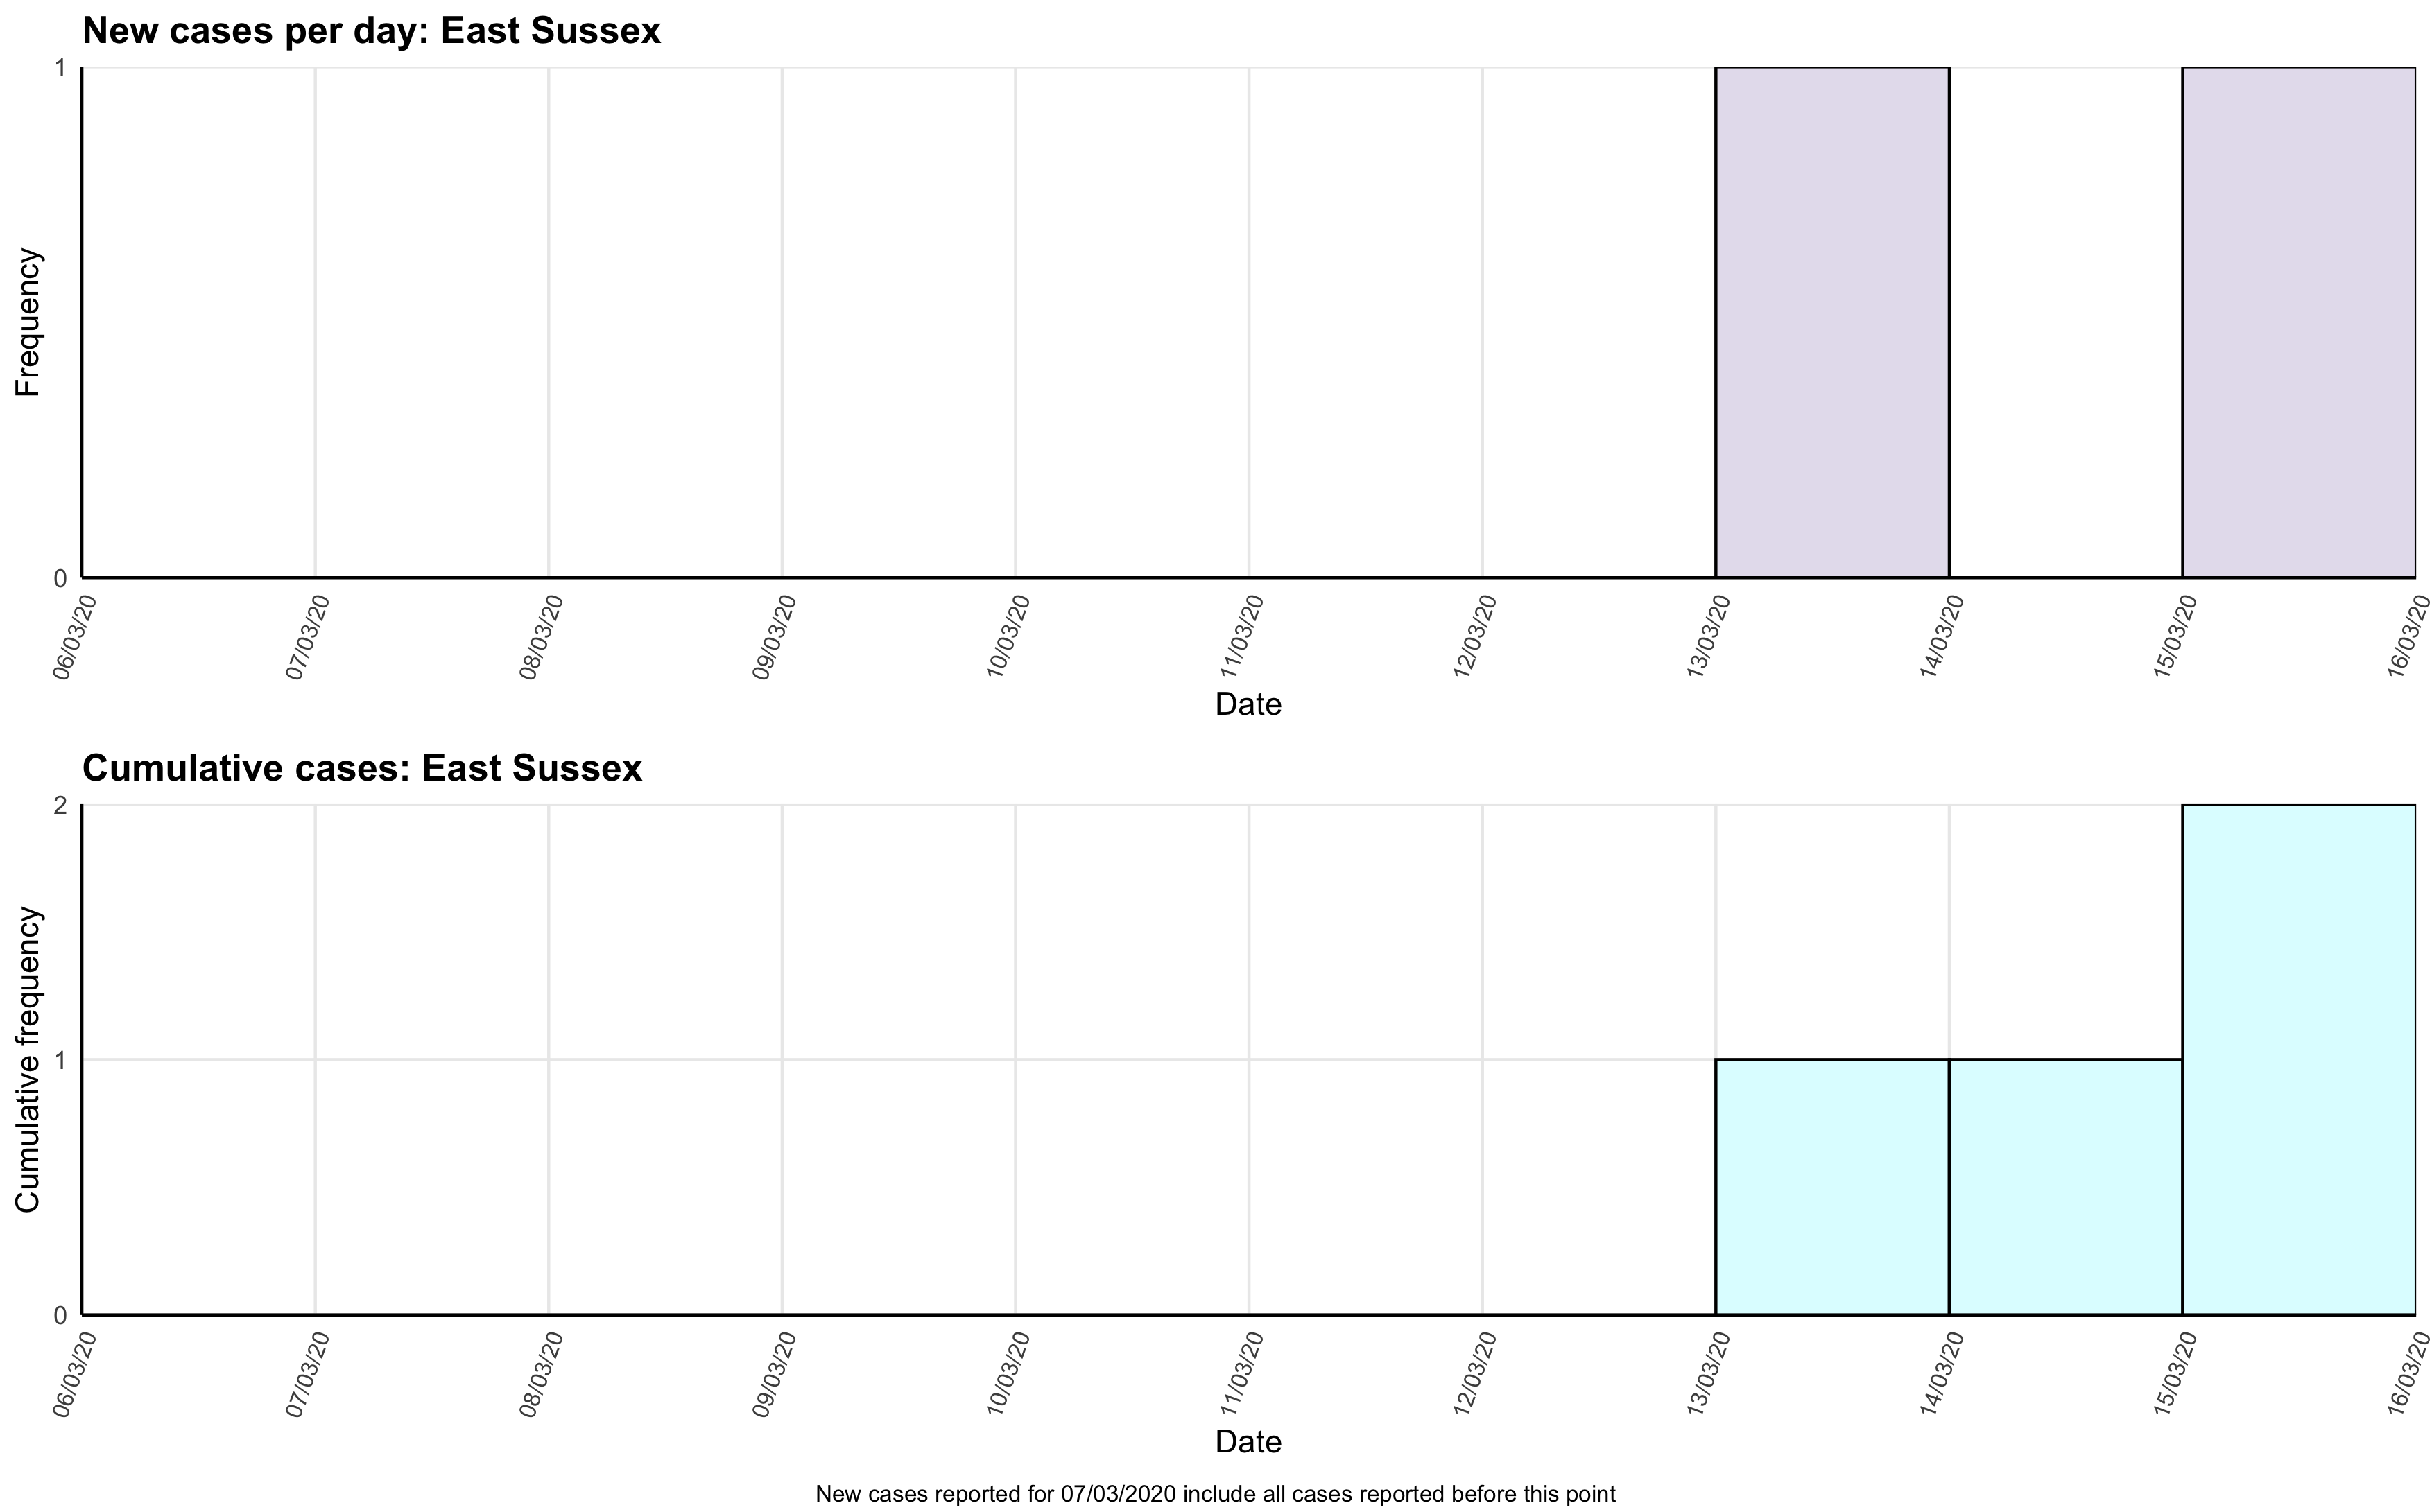 New cases per day: East Sussex
1
Frequency
0
06/03/20 07/03/20 08/03/20 09/03/20 10/03/20 11/03/20 12/03/20 13/03/20 14/03/20 15/03/20 16/03/20
Date
Cumulative cases: East Sussex
2
Cumulative frequency
1
0
06/03/20 07/03/20 08/03/20 09/03/20 10/03/20 11/03/20 12/03/20 13/03/20 14/03/20 15/03/20 16/03/20
Date
New cases reported for 07/03/2020 include all cases reported before this point